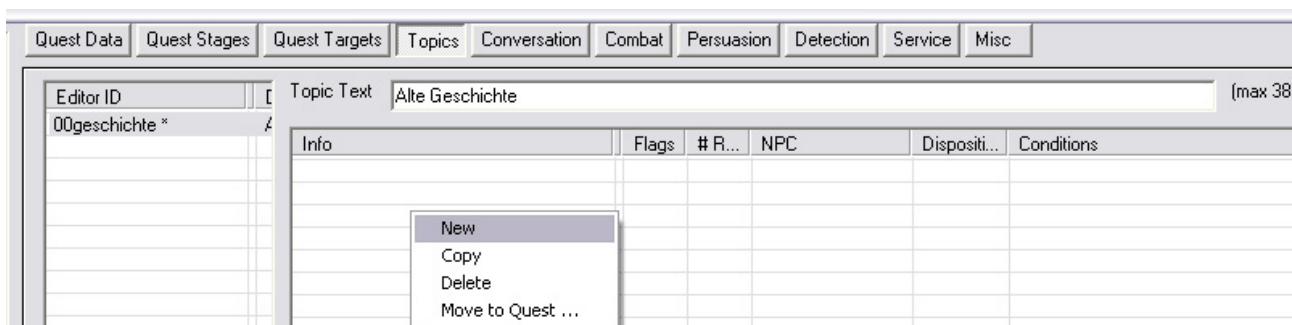 Quest Data Quest Stages Quest Targets Topics Conversation Combat Persuasion Detection Service Misc
Editor ID
00geschichte *
Topic Text Alte Geschichte (max 38
Info Flags # R... NPC Dispositi... Conditions
New
Copy
Delete
Move to Quest ...